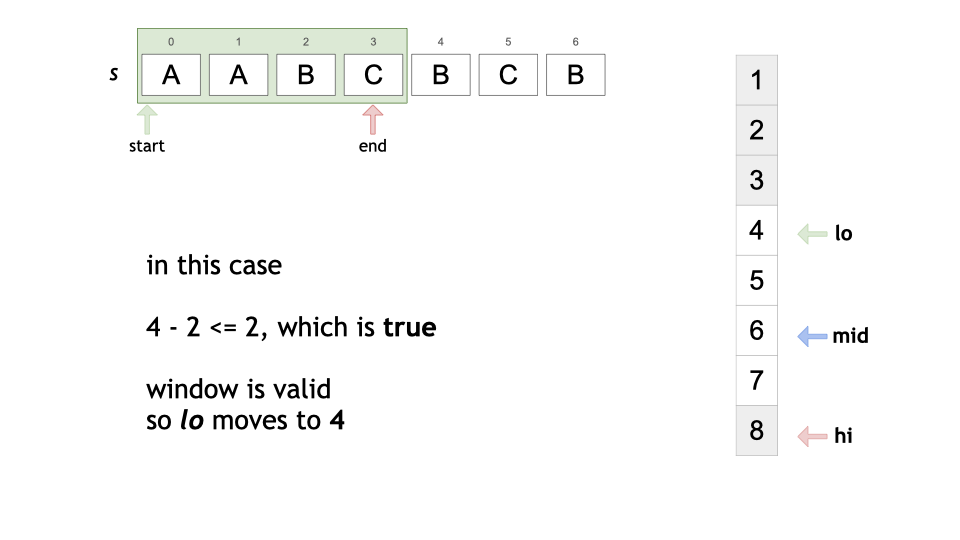 0 1 2 3 4 5 6
s A A B C B C B
start end
in this case
4 - 2 <= 2, which is true
window is valid
so lo moves to 4
1
2
3
4 lo
5
6 mid
7
8 hi